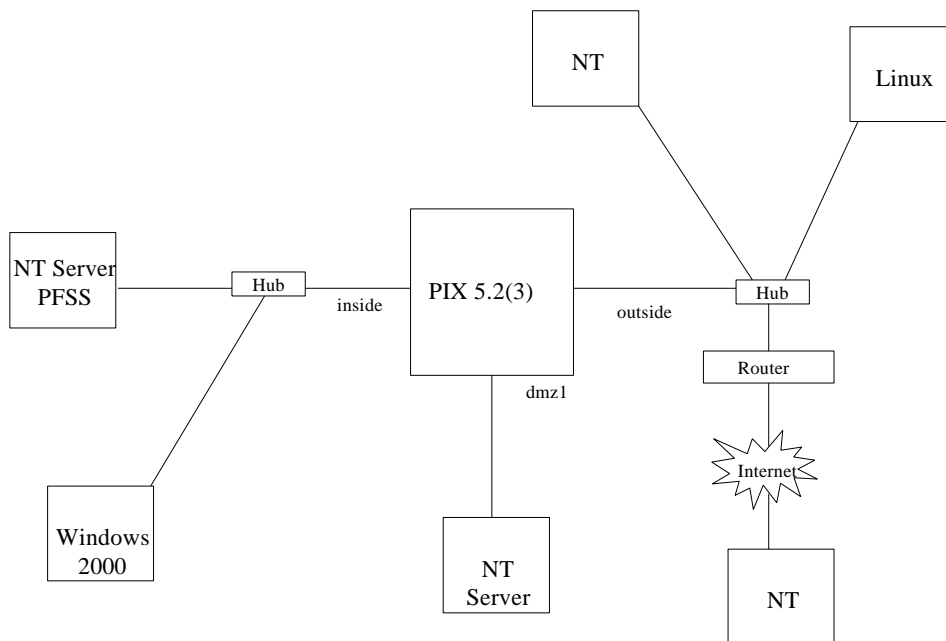 NT
Linux
NT Server
PFSS
Hub
inside
PIX 5.2(3)
outside
Hub
Router
dmz1
Internet
Windows
2000
NT
Server
NT